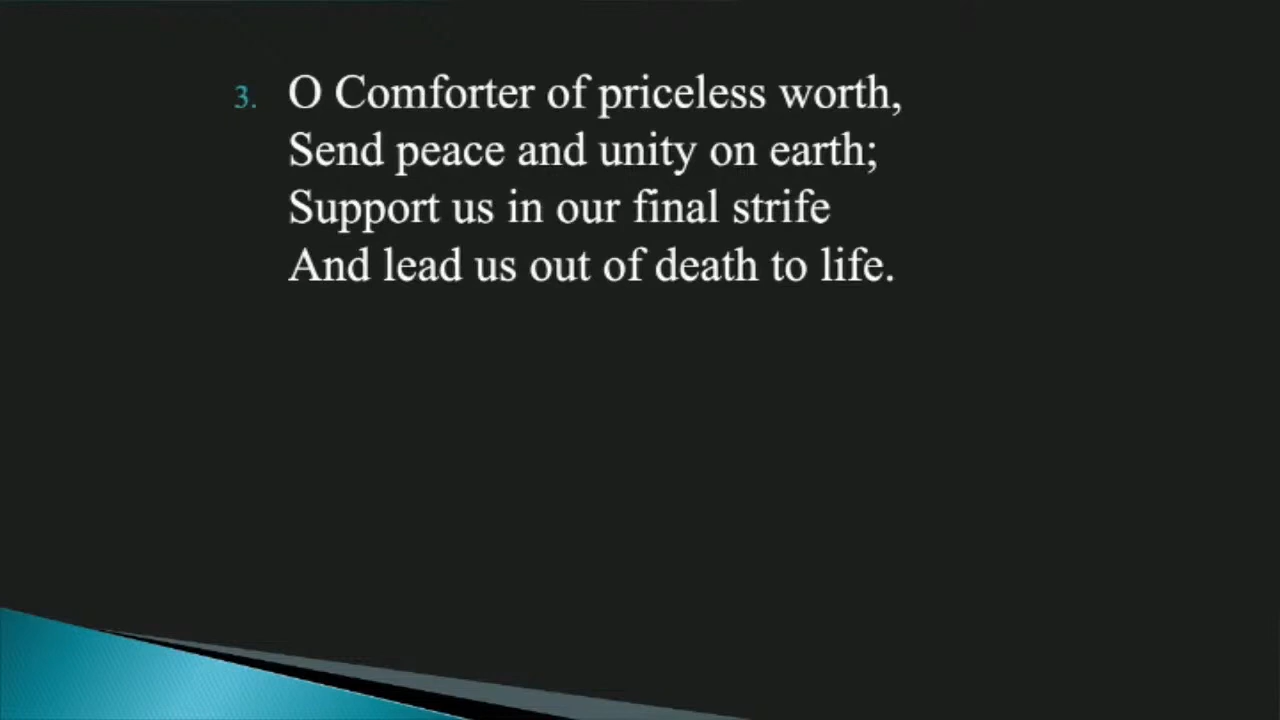 3. O Comforter of priceless worth,
Send peace and unity on earth;
Support us in our final strife
And lead us out of death to life.